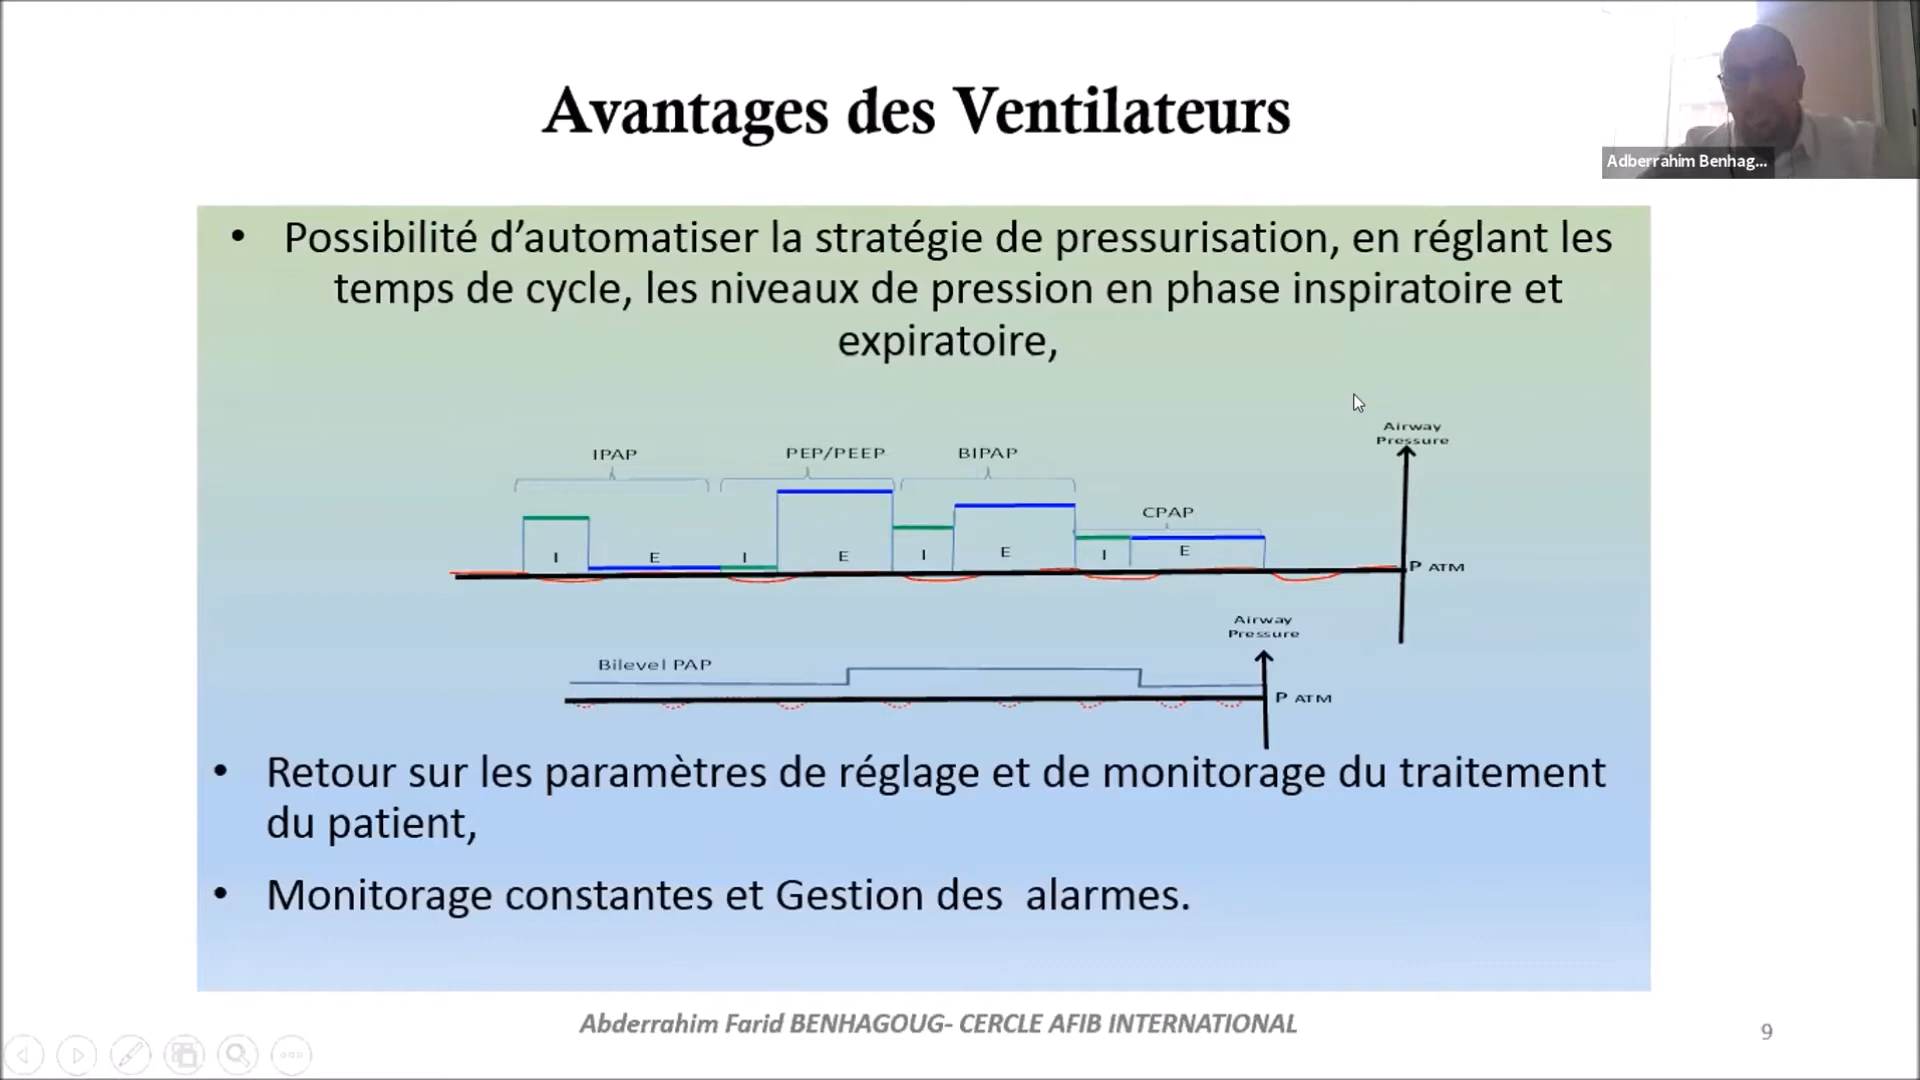 Avantages des Ventilateurs
Adberrahim Benhag...
• Possibilité d’automatiser la stratégie de pressurisation, en réglant les
temps de cycle, les niveaux de pression en phase inspiratoire et
expiratoire,
Airway
Pressure
IPAP PEP/PEEP BIPAP
CPAP
I E I E I E I E
P ATM
Airway
Pressure
Bilevel PAP
P ATM
• Retour sur les paramètres de réglage et de monitorage du traitement
du patient,
• Monitorage constantes et Gestion des alarmes.
Abderrahim Farid BENHAGOUG- CERCLE AFIB INTERNATIONAL
9